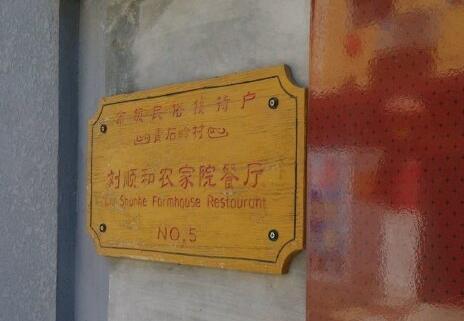 市级民俗接待户
青石岭村
刘顺和农家院餐厅
Liu Shunhe Farmhouse Restaurant
NO.5